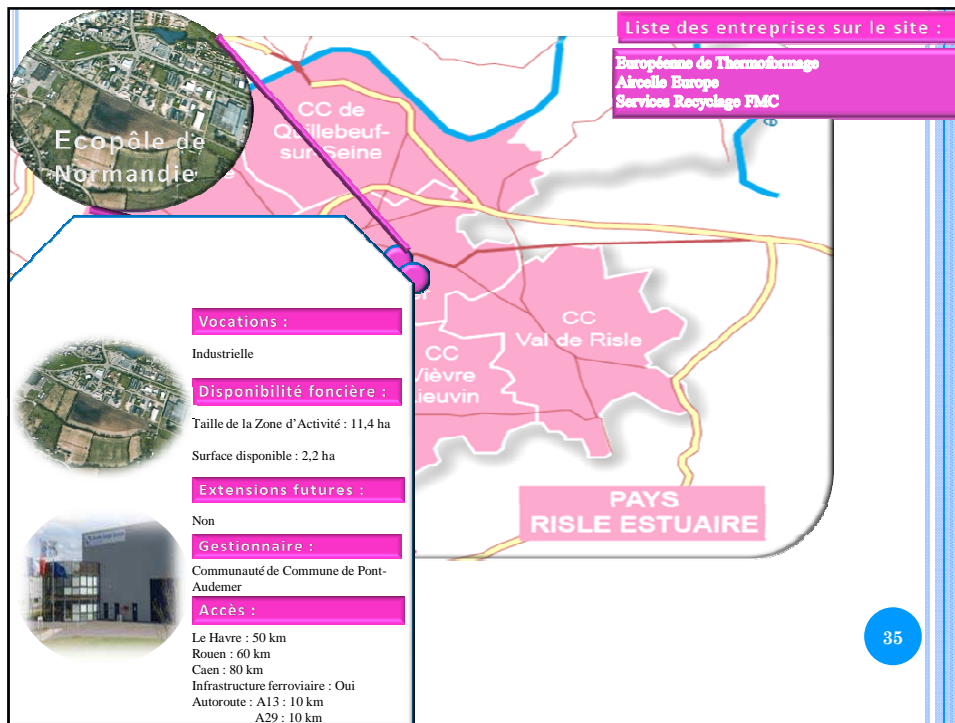 Liste des entreprises sur le site :
Européenne de Thermoformage
Aircelle Europe
Services Recyclage FMC
Ecopôle de
Normandie
CC de
Quillebeuf-
sur-Seine
CC
Val de Risle
CC
Vièvre
Lieuvin
PAYS
RISLE ESTUAIRE
Vocations :
Industrielle
Disponibilité foncière :
Taille de la Zone d'Activité : 11,4 ha
Surface disponible : 2,2 ha
Extensions futures :
Non
Gestionnaire :
Communauté de Commune de Pont-
Audemer
Accès :
Le Havre : 50 km
Rouen : 60 km
Caen : 80 km
Infrastructure ferroviaire : Oui
Autoroute : A13 : 10 km
A29 : 10 km
35